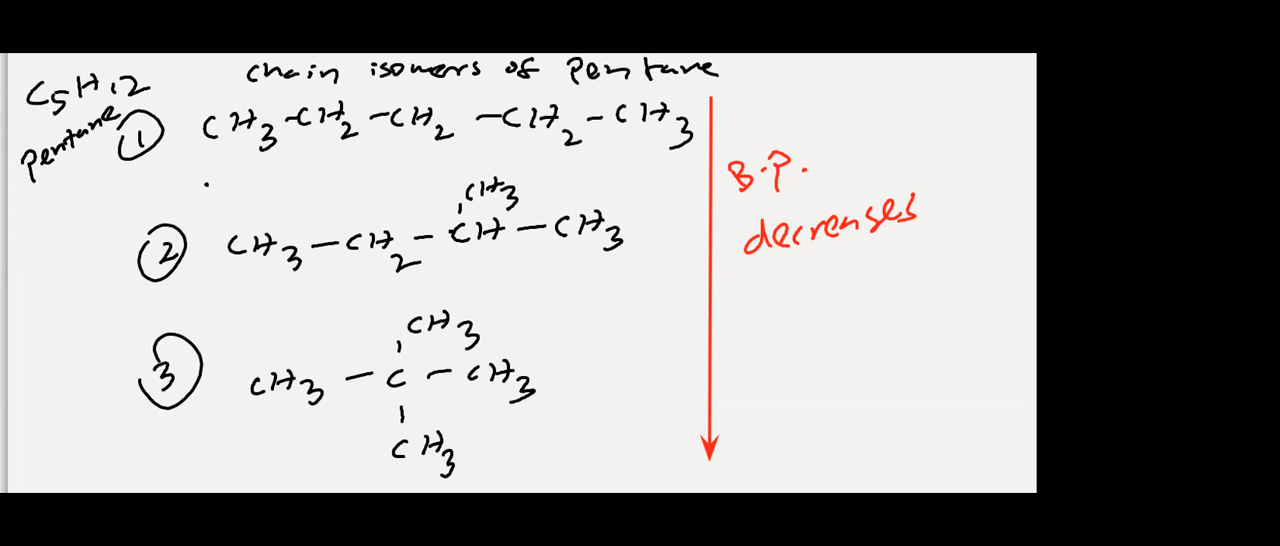 C5H12 chain isomers of pentane
pentane
① CH3-CH2-CH2-CH2-CH3
B.P.
decreases
CH3
② CH3-CH2-CH-CH3
CH3
③ CH3-C-CH3
CH3